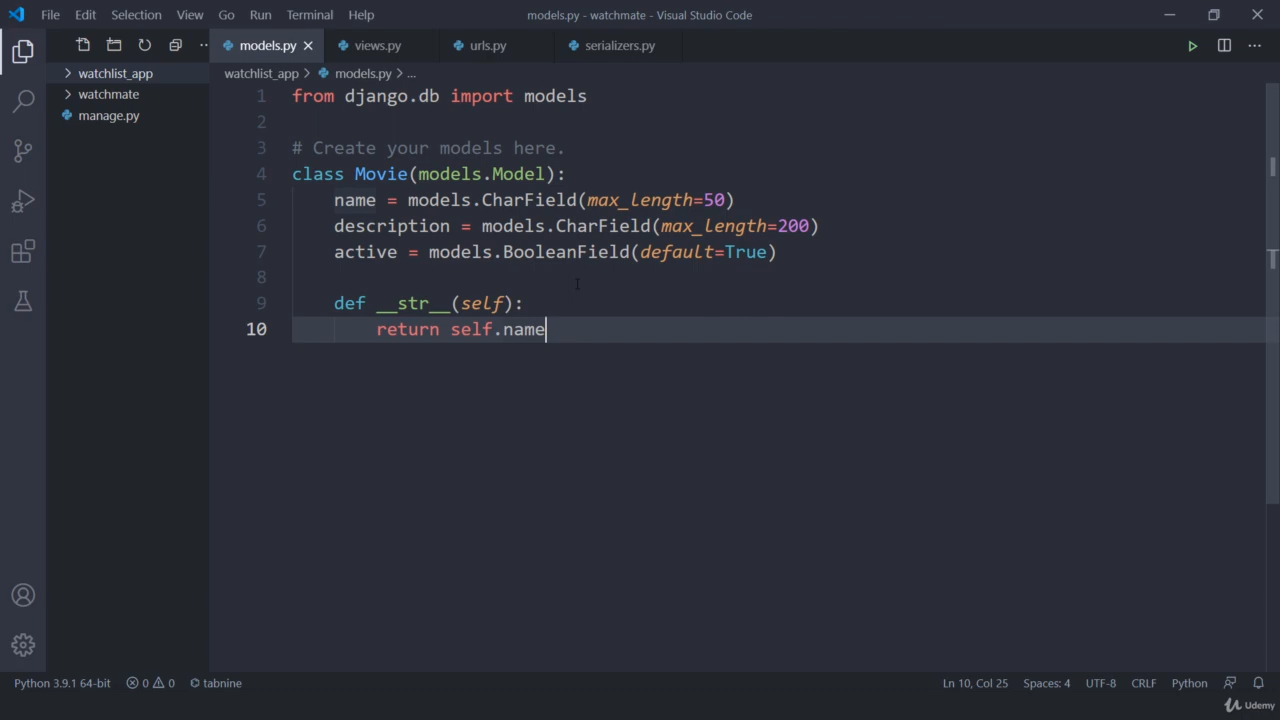 File Edit Selection View Go Run Terminal Help models.py - watchmate - Visual Studio Code
models.py views.py urls.py serializers.py
watchlist_app
watchmate
manage.py
watchlist_app > models.py > ...
1 from django.db import models
2
3 # Create your models here.
4 class Movie(models.Model):
5 name = models.CharField(max_length=50)
6 description = models.CharField(max_length=200)
7 active = models.BooleanField(default=True)
8
9 def __str__(self):
10 return self.name
Python 3.9.1 64-bit 0 0 tabnine Ln 10, Col 25 Spaces: 4 UTF-8 CRLF Python
Udemy